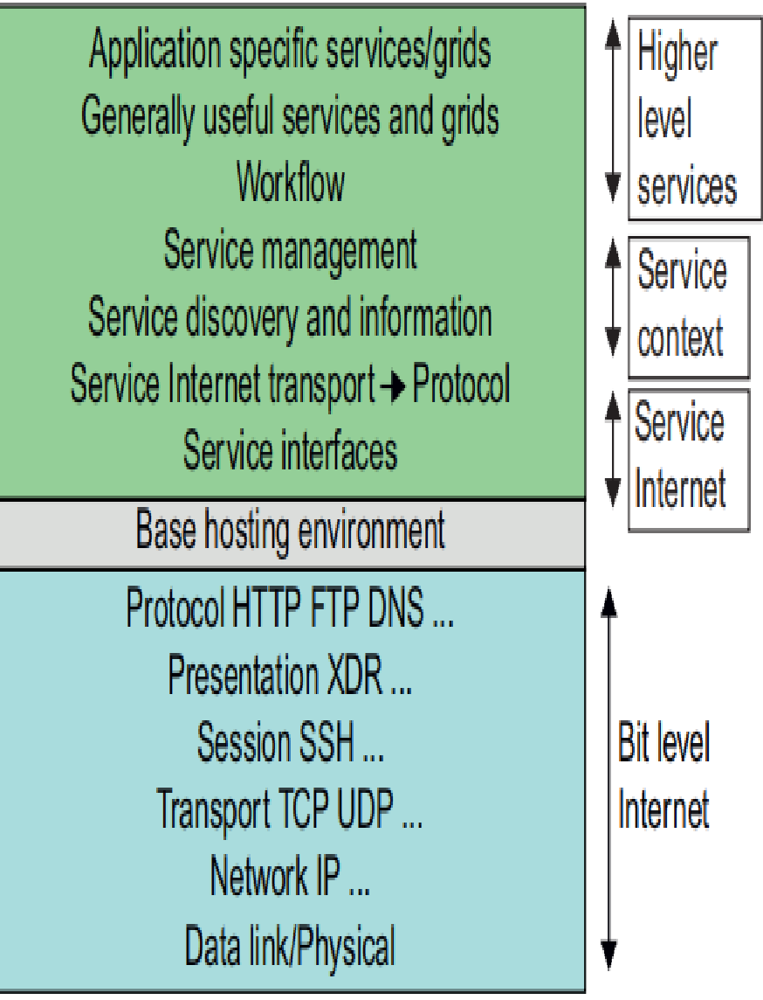 Application specific services/grids
Generally useful services and grids
Workflow
Service management
Service discovery and information
Service Internet transport → Protocol
Service interfaces
Base hosting environment
Protocol HTTP FTP DNS ...
Presentation XDR ...
Session SSH ...
Transport TCP UDP ...
Network IP ...
Data link/Physical
Higher
level
services
Service
context
Service
Internet
Bit level
Internet